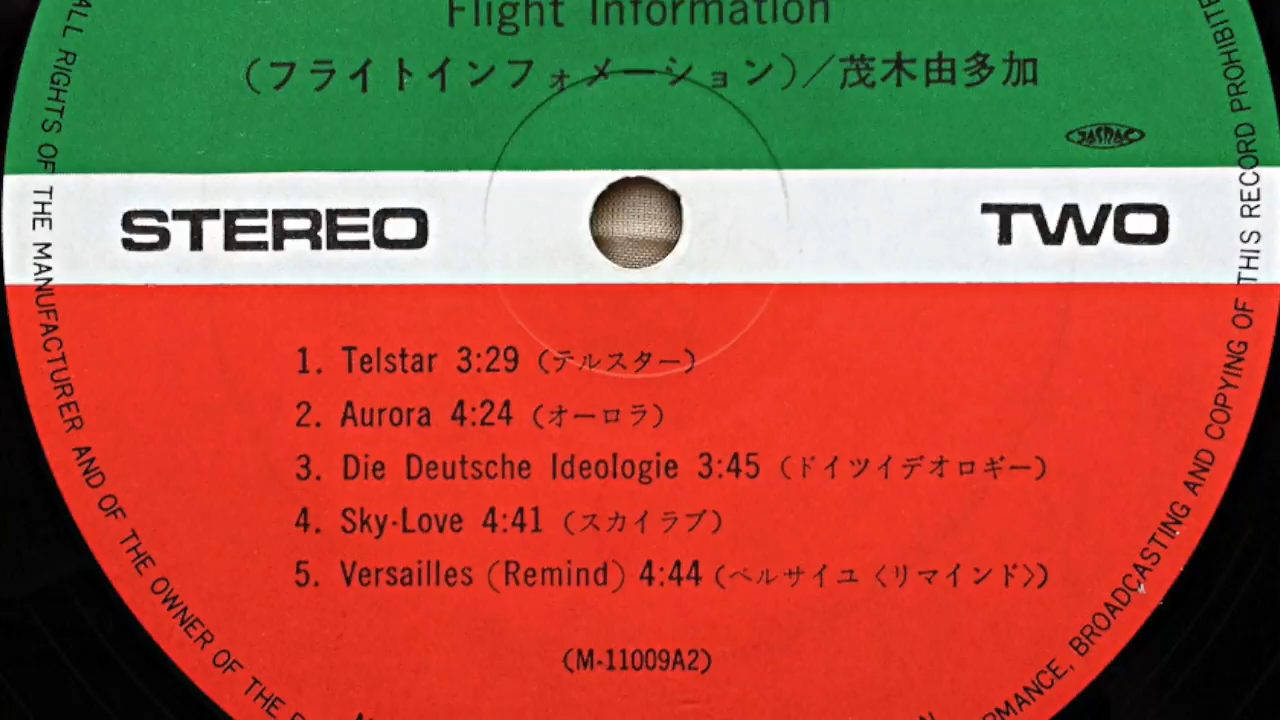 Flight Information
（フライトインフォメーション）／茂木由多加
JASRAC
STEREO
TWO
1. Telstar 3:29 （テルスター）
2. Aurora 4:24 （オーロラ）
3. Die Deutsche Ideologie 3:45 （ドイツイデオロギー）
4. Sky-Love 4:41 （スカイラブ）
5. Versailles (Remind) 4:44 （ベルサイユ〈リマインド〉）
(M-11009A2)
ALL RIGHTS OF THE MANUFACTURER AND OF THE OWNER OF THE
BROADCASTING AND COPYING OF THIS RECORD